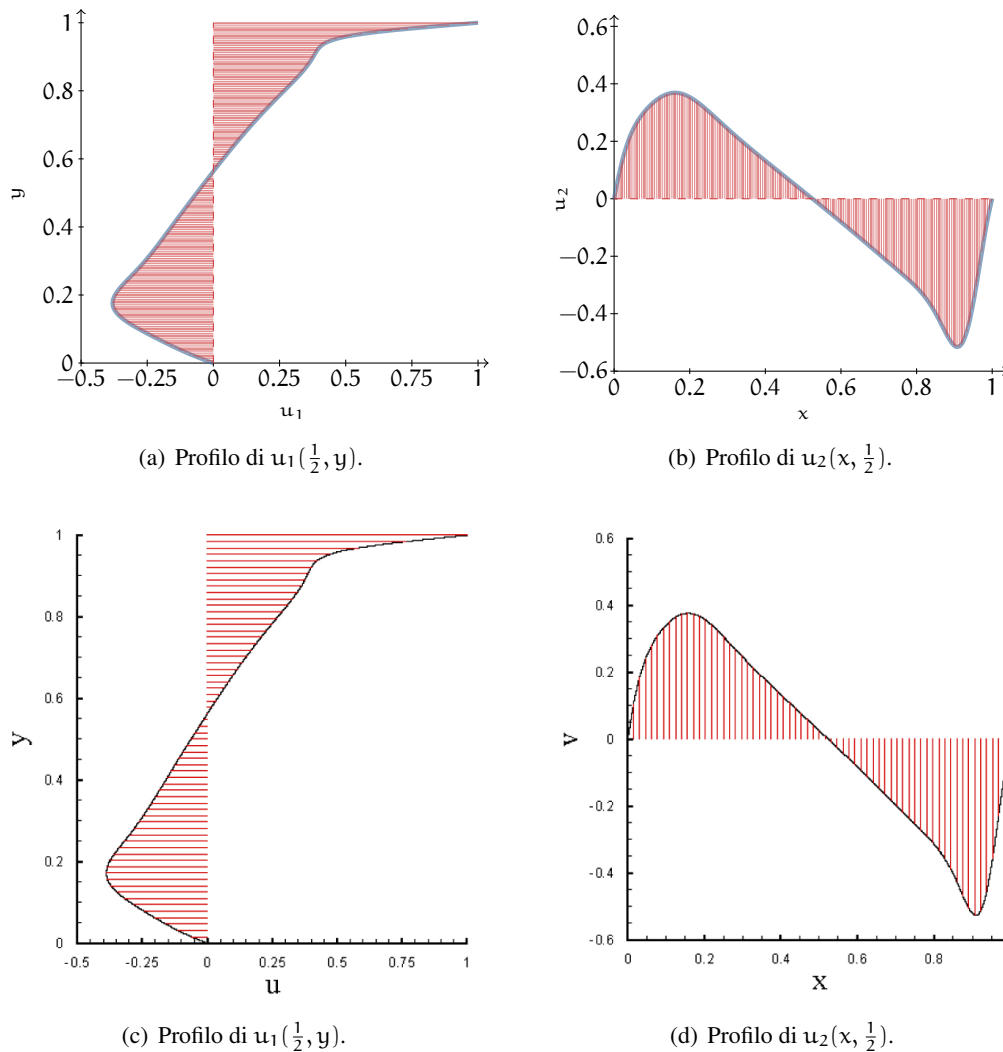 1
0.8
0.6
0.4
0.2
0
y
−0.5 −0.25 0 0.25 0.5 0.75 1
u₁
0.6
0.4
0.2
0
−0.2
−0.4
−0.6
u₂
0 0.2 0.4 0.6 0.8 1
x
(a) Profilo di u₁(½, y).
(b) Profilo di u₂(x, ½).
1
0.8
0.6
0.4
0.2
0
y
-0.5 -0.25 0 0.25 0.5 0.75 1
u
0.6
0.4
0.2
0
-0.2
-0.4
-0.6
v
0 0.2 0.4 0.6 0.8
x
(c) Profilo di u₁(½, y).
(d) Profilo di u₂(x, ½).